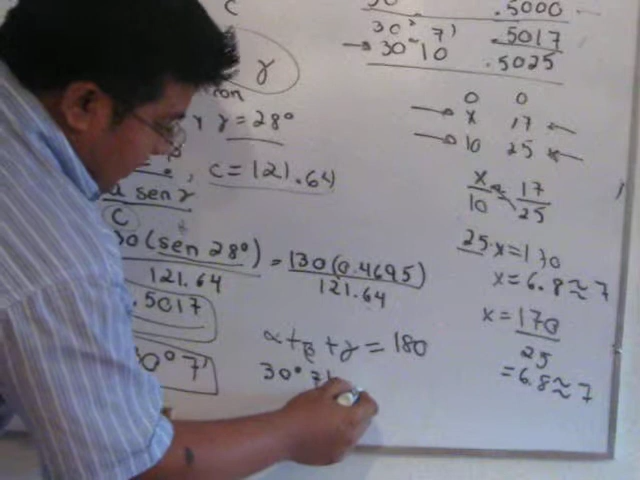 C
γ
γ = 28°
, c = 121.64
a sen γ
C
30 (sen 28°) = 130 (0.4695)
121.64 121.64
.5017
30° 7'
α + β + γ = 180
30° 7'
.5000
30° 7' .5017
→ 30° 10 .5025
0 0
→ x 17 ←
→ 10 25 ←
x 17
10 25
25·x = 170
x = 6.8 ≈ 7
x = 170
25
= 6.8 ≈ 7